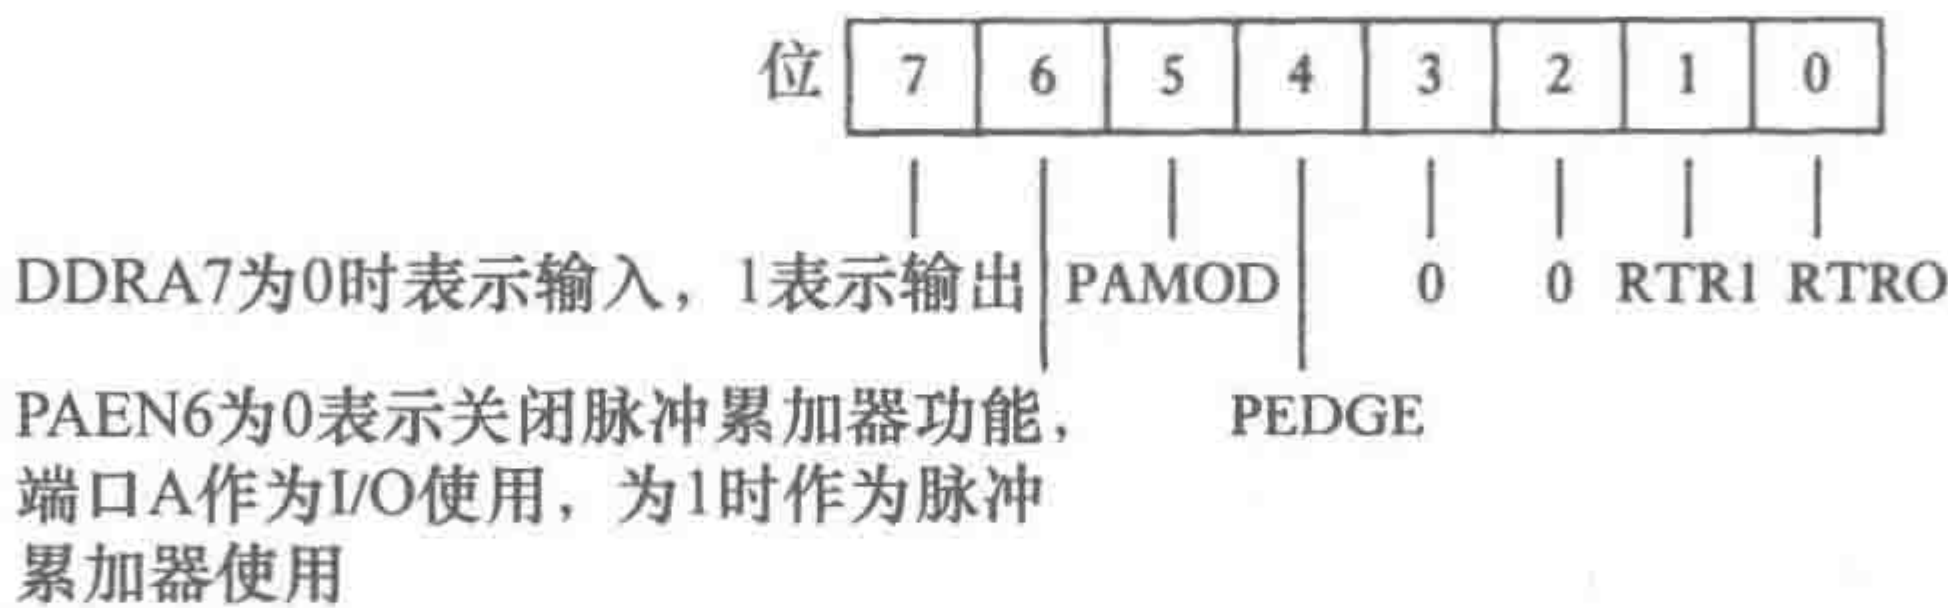 位 7 6 5 4 3 2 1 0
DDRA7为0时表示输入，1表示输出 PAMOD 0 0 RTR1 RTRO
PAEN6为0表示关闭脉冲累加器功能， PEDGE
端口A作为I/O使用，为1时作为脉冲
累加器使用